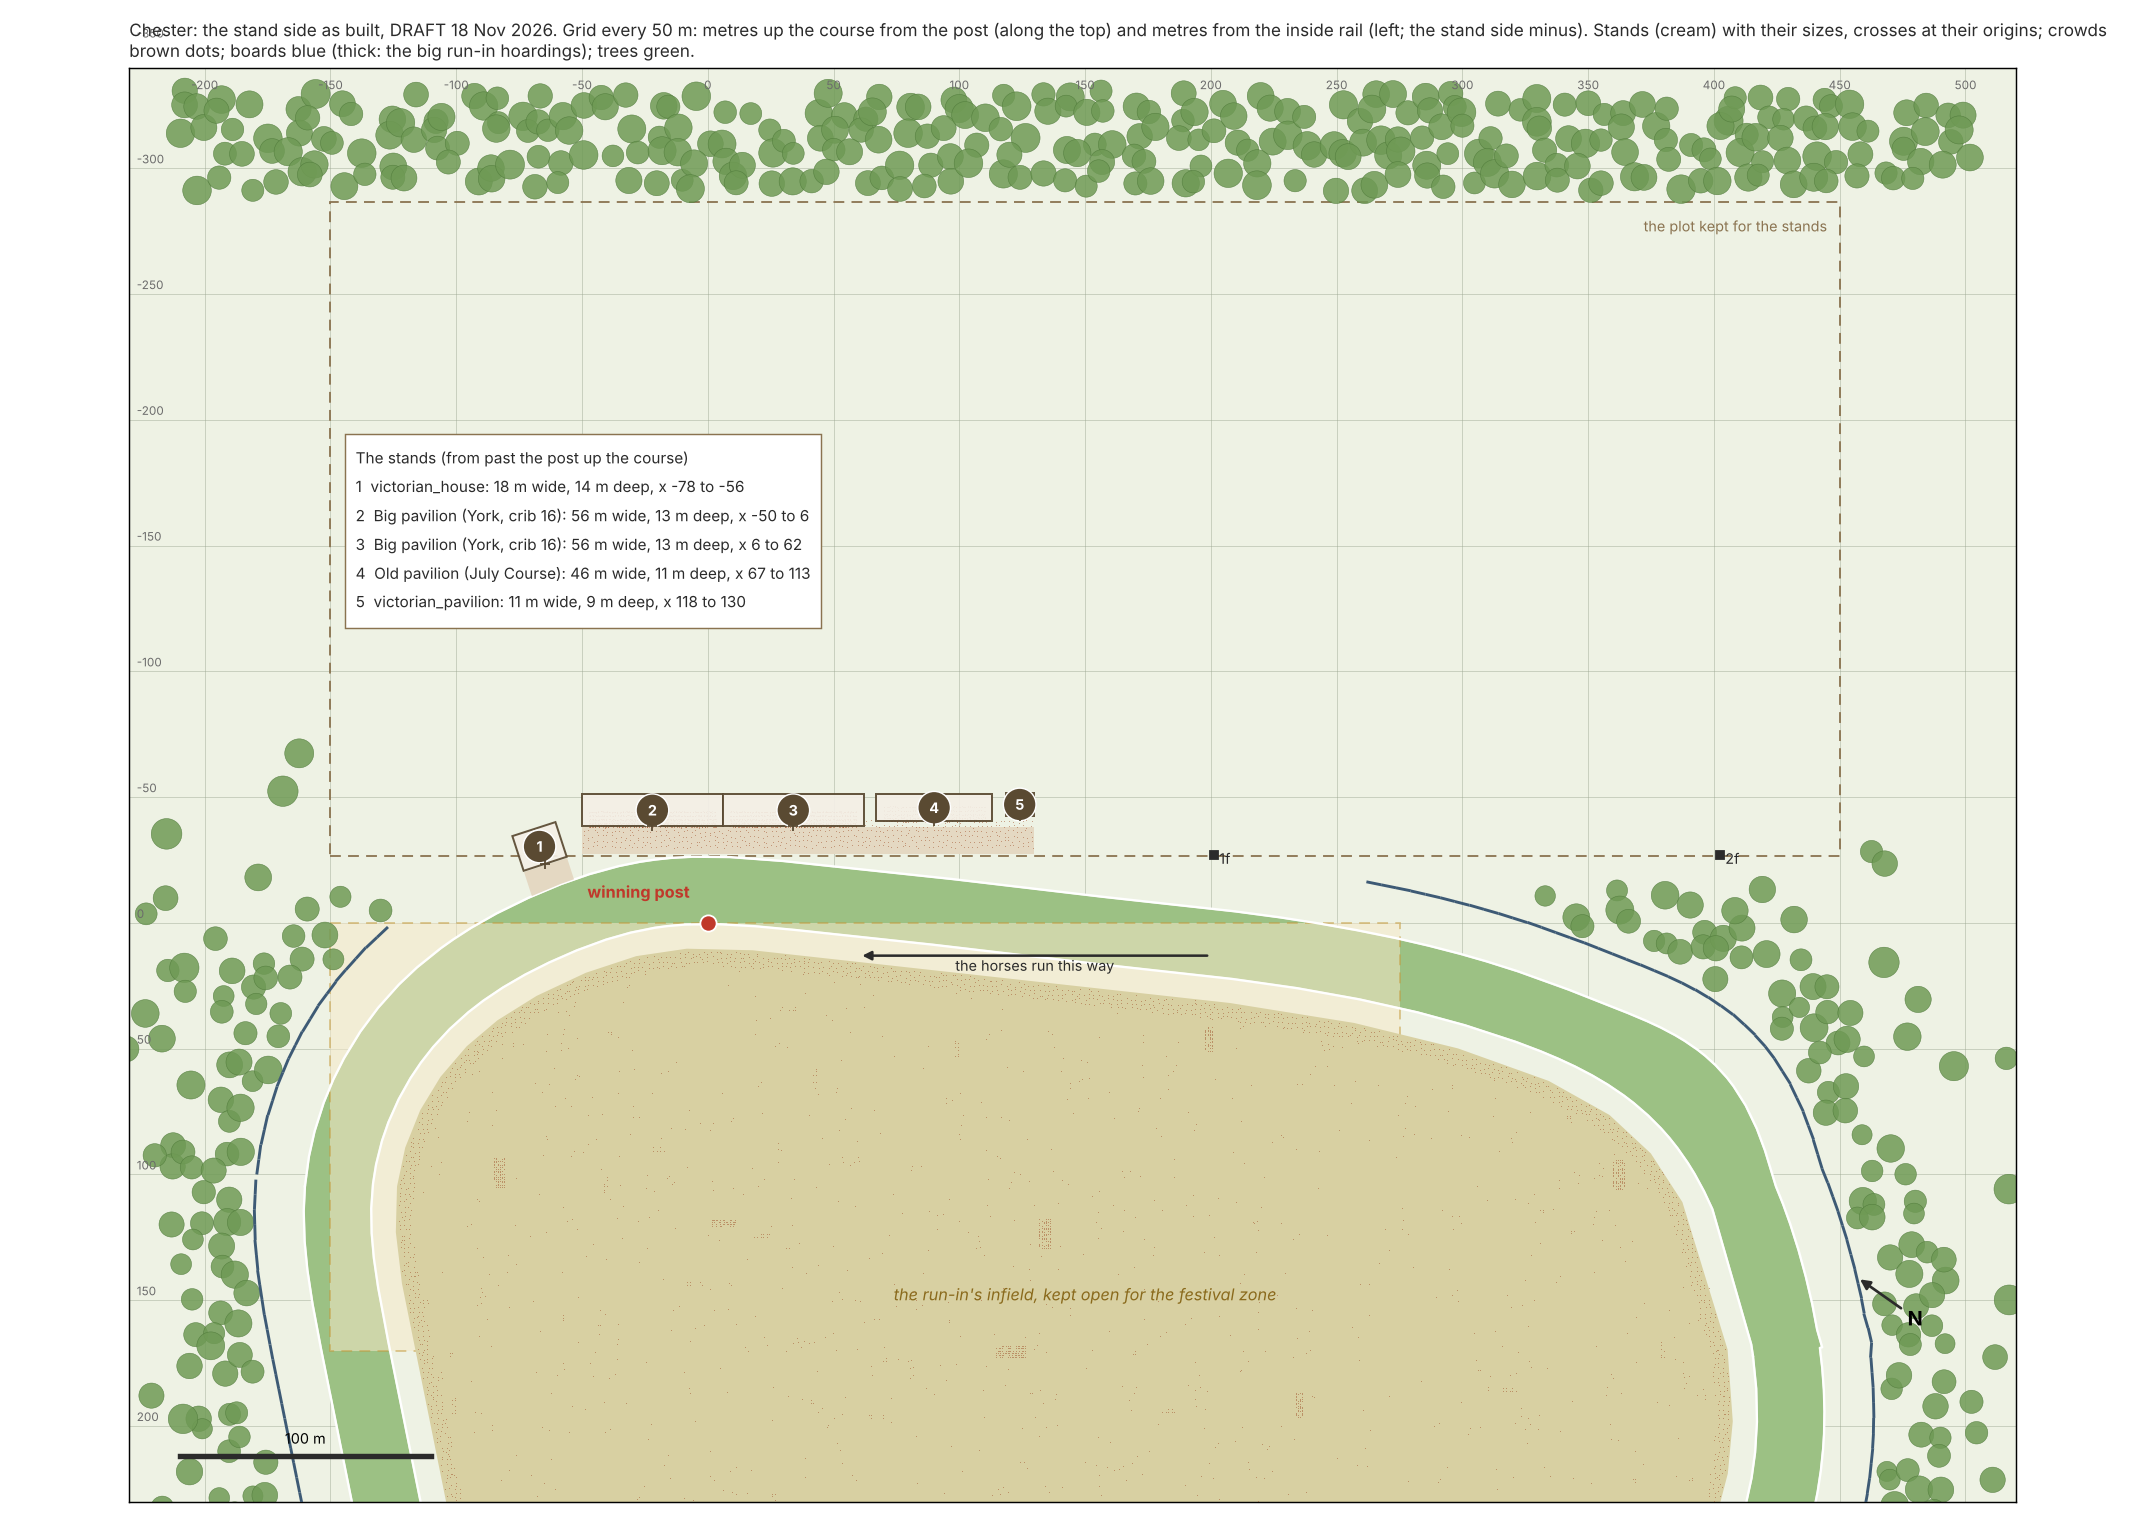 Chester: the stand side as built, DRAFT 18 Nov 2026. Grid every 50 m: metres up the course from the post (along the top) and metres from the inside rail (left; the stand side minus). Stands (cream) with their sizes, crosses at their origins; crowds
brown dots; boards blue (thick: the big run-in hoardings); trees green.
-200 -150 -100 -50 0 50 100 150 200 250 300 350 400 450 500
-300
the plot kept for the stands
-250
-200
The stands (from past the post up the course)
1 victorian_house: 18 m wide, 14 m deep, x -78 to -56
2 Big pavilion (York, crib 16): 56 m wide, 13 m deep, x -50 to 6
3 Big pavilion (York, crib 16): 56 m wide, 13 m deep, x 6 to 62
4 Old pavilion (July Course): 46 m wide, 11 m deep, x 67 to 113
5 victorian_pavilion: 11 m wide, 9 m deep, x 118 to 130
-150
-100
-50
1 2 3 4 5
1f 2f
winning post
0
the horses run this way
50
100
150
the run-in's infield, kept open for the festival zone
N
200
100 m